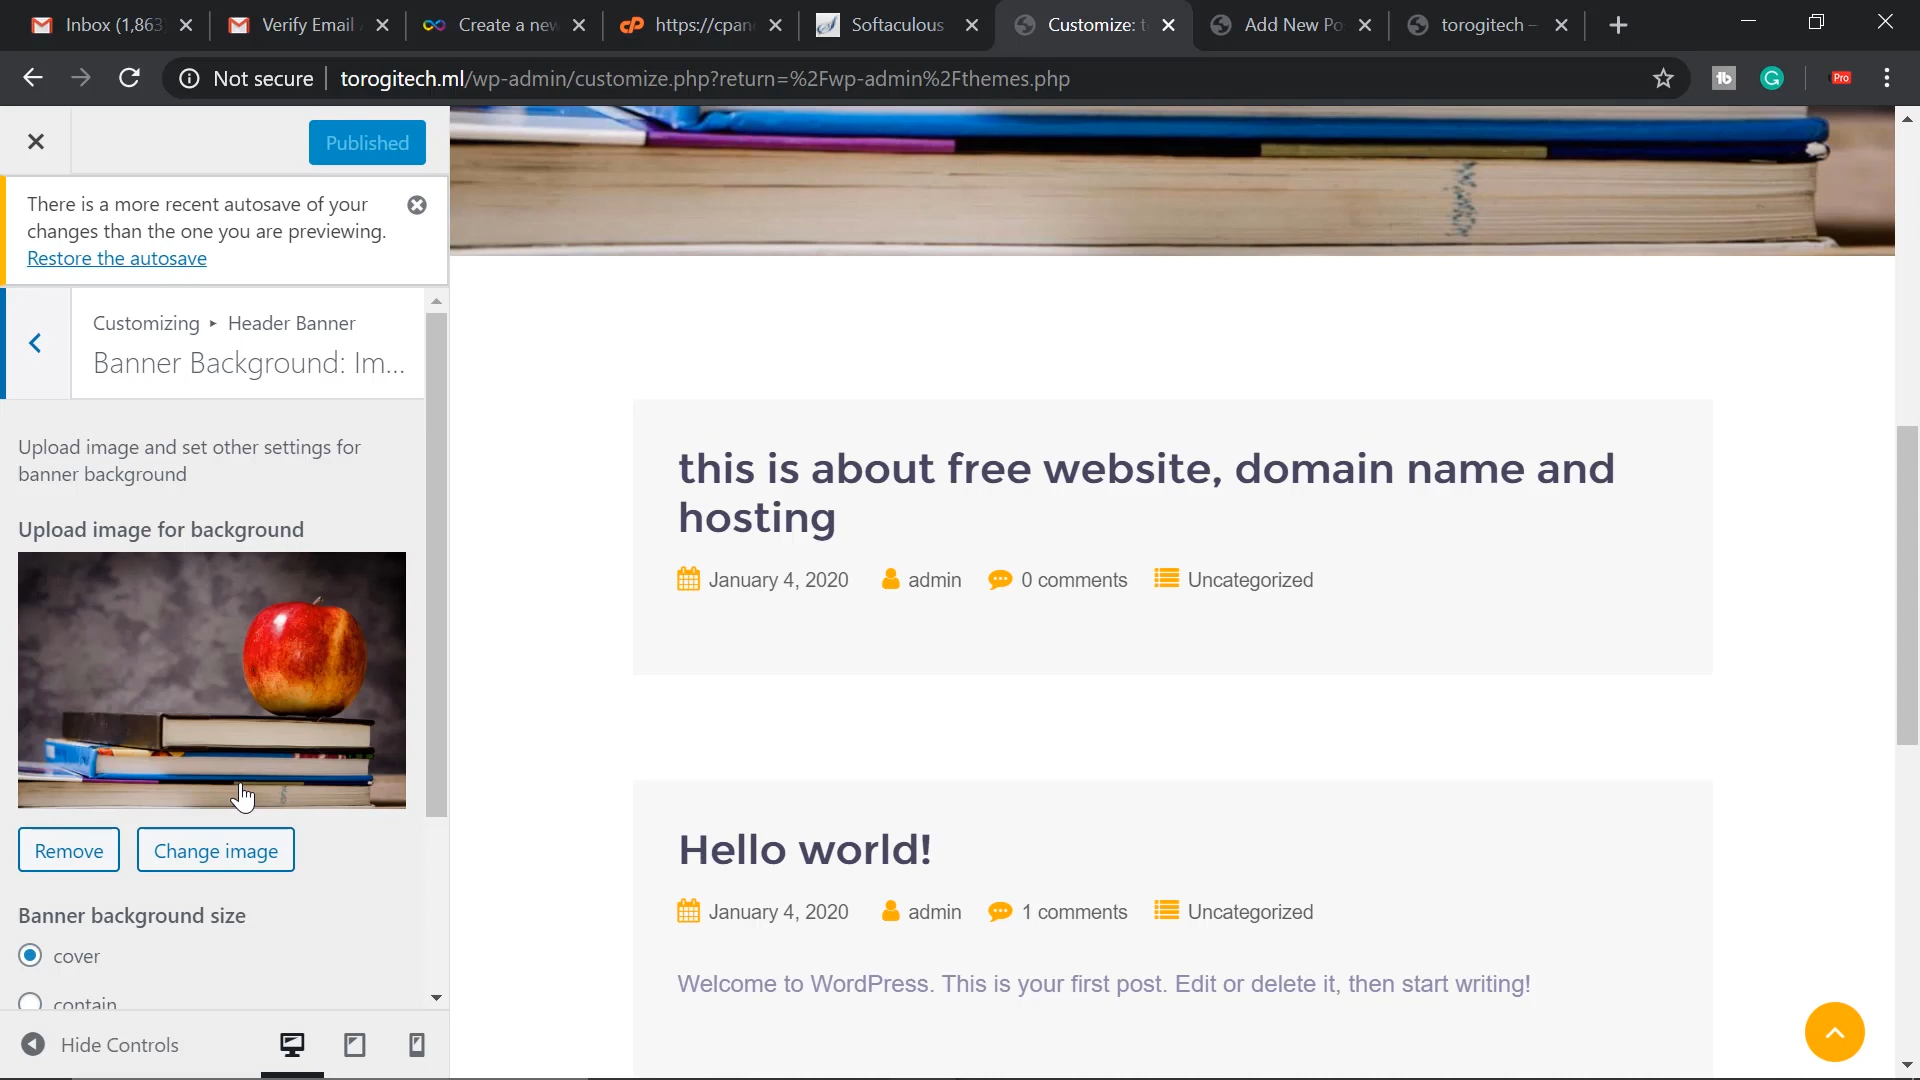 Inbox (1,863
Verify Email
Create a new
https://cpan
Softaculous
Customize: t
Add New Po
torogitech –
Not secure
torogitech.ml/wp-admin/customize.php?return=%2Fwp-admin%2Fthemes.php
Pro
Published
There is a more recent autosave of your
changes than the one you are previewing.
Restore the autosave
Customizing ▸ Header Banner
Banner Background: Im...
Upload image and set other settings for
banner background
Upload image for background
Remove
Change image
Banner background size
cover
contain
Hide Controls
this is about free website, domain name and
hosting
January 4, 2020
admin
0 comments
Uncategorized
Hello world!
January 4, 2020
admin
1 comments
Uncategorized
Welcome to WordPress. This is your first post. Edit or delete it, then start writing!